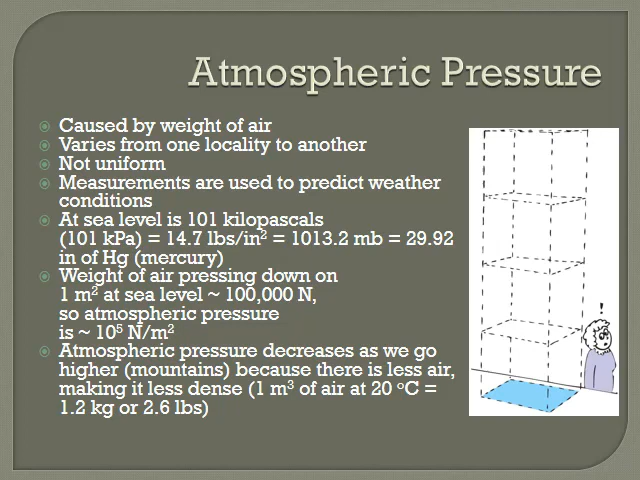 Atmospheric Pressure
Caused by weight of air
Varies from one locality to another
Not uniform
Measurements are used to predict weather
conditions
At sea level is 101 kilopascals
(101 kPa) = 14.7 lbs/in² = 1013.2 mb = 29.92
in of Hg (mercury)
Weight of air pressing down on
1 m² at sea level ~ 100,000 N,
so atmospheric pressure
is ~ 10⁵ N/m²
Atmospheric pressure decreases as we go
higher (mountains) because there is less air,
making it less dense (1 m³ of air at 20 ᵒC =
1.2 kg or 2.6 lbs)
!